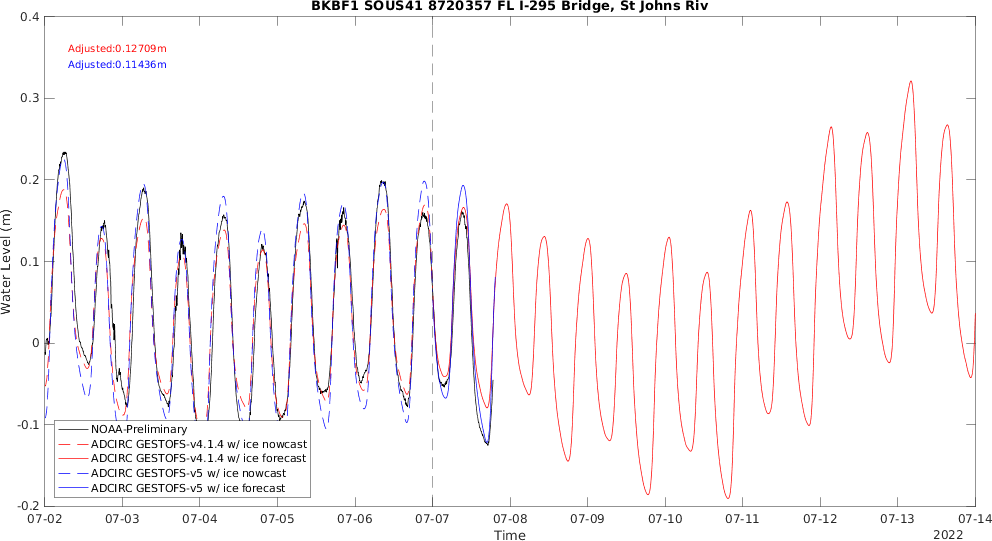 BKBF1 SOUS41 8720357 FL I-295 Bridge, St Johns Riv
0.4
Adjusted:0.12709m
Adjusted:0.11436m
0.3
0.2
0.1
0
-0.1
-0.2
Water Level (m)
NOAA-Preliminary
ADCIRC GESTOFS-v4.1.4 w/ ice nowcast
ADCIRC GESTOFS-v4.1.4 w/ ice forecast
ADCIRC GESTOFS-v5 w/ ice nowcast
ADCIRC GESTOFS-v5 w/ ice forecast
07-02 07-03 07-04 07-05 07-06 07-07 07-08 07-09 07-10 07-11 07-12 07-13 07-14
Time
2022